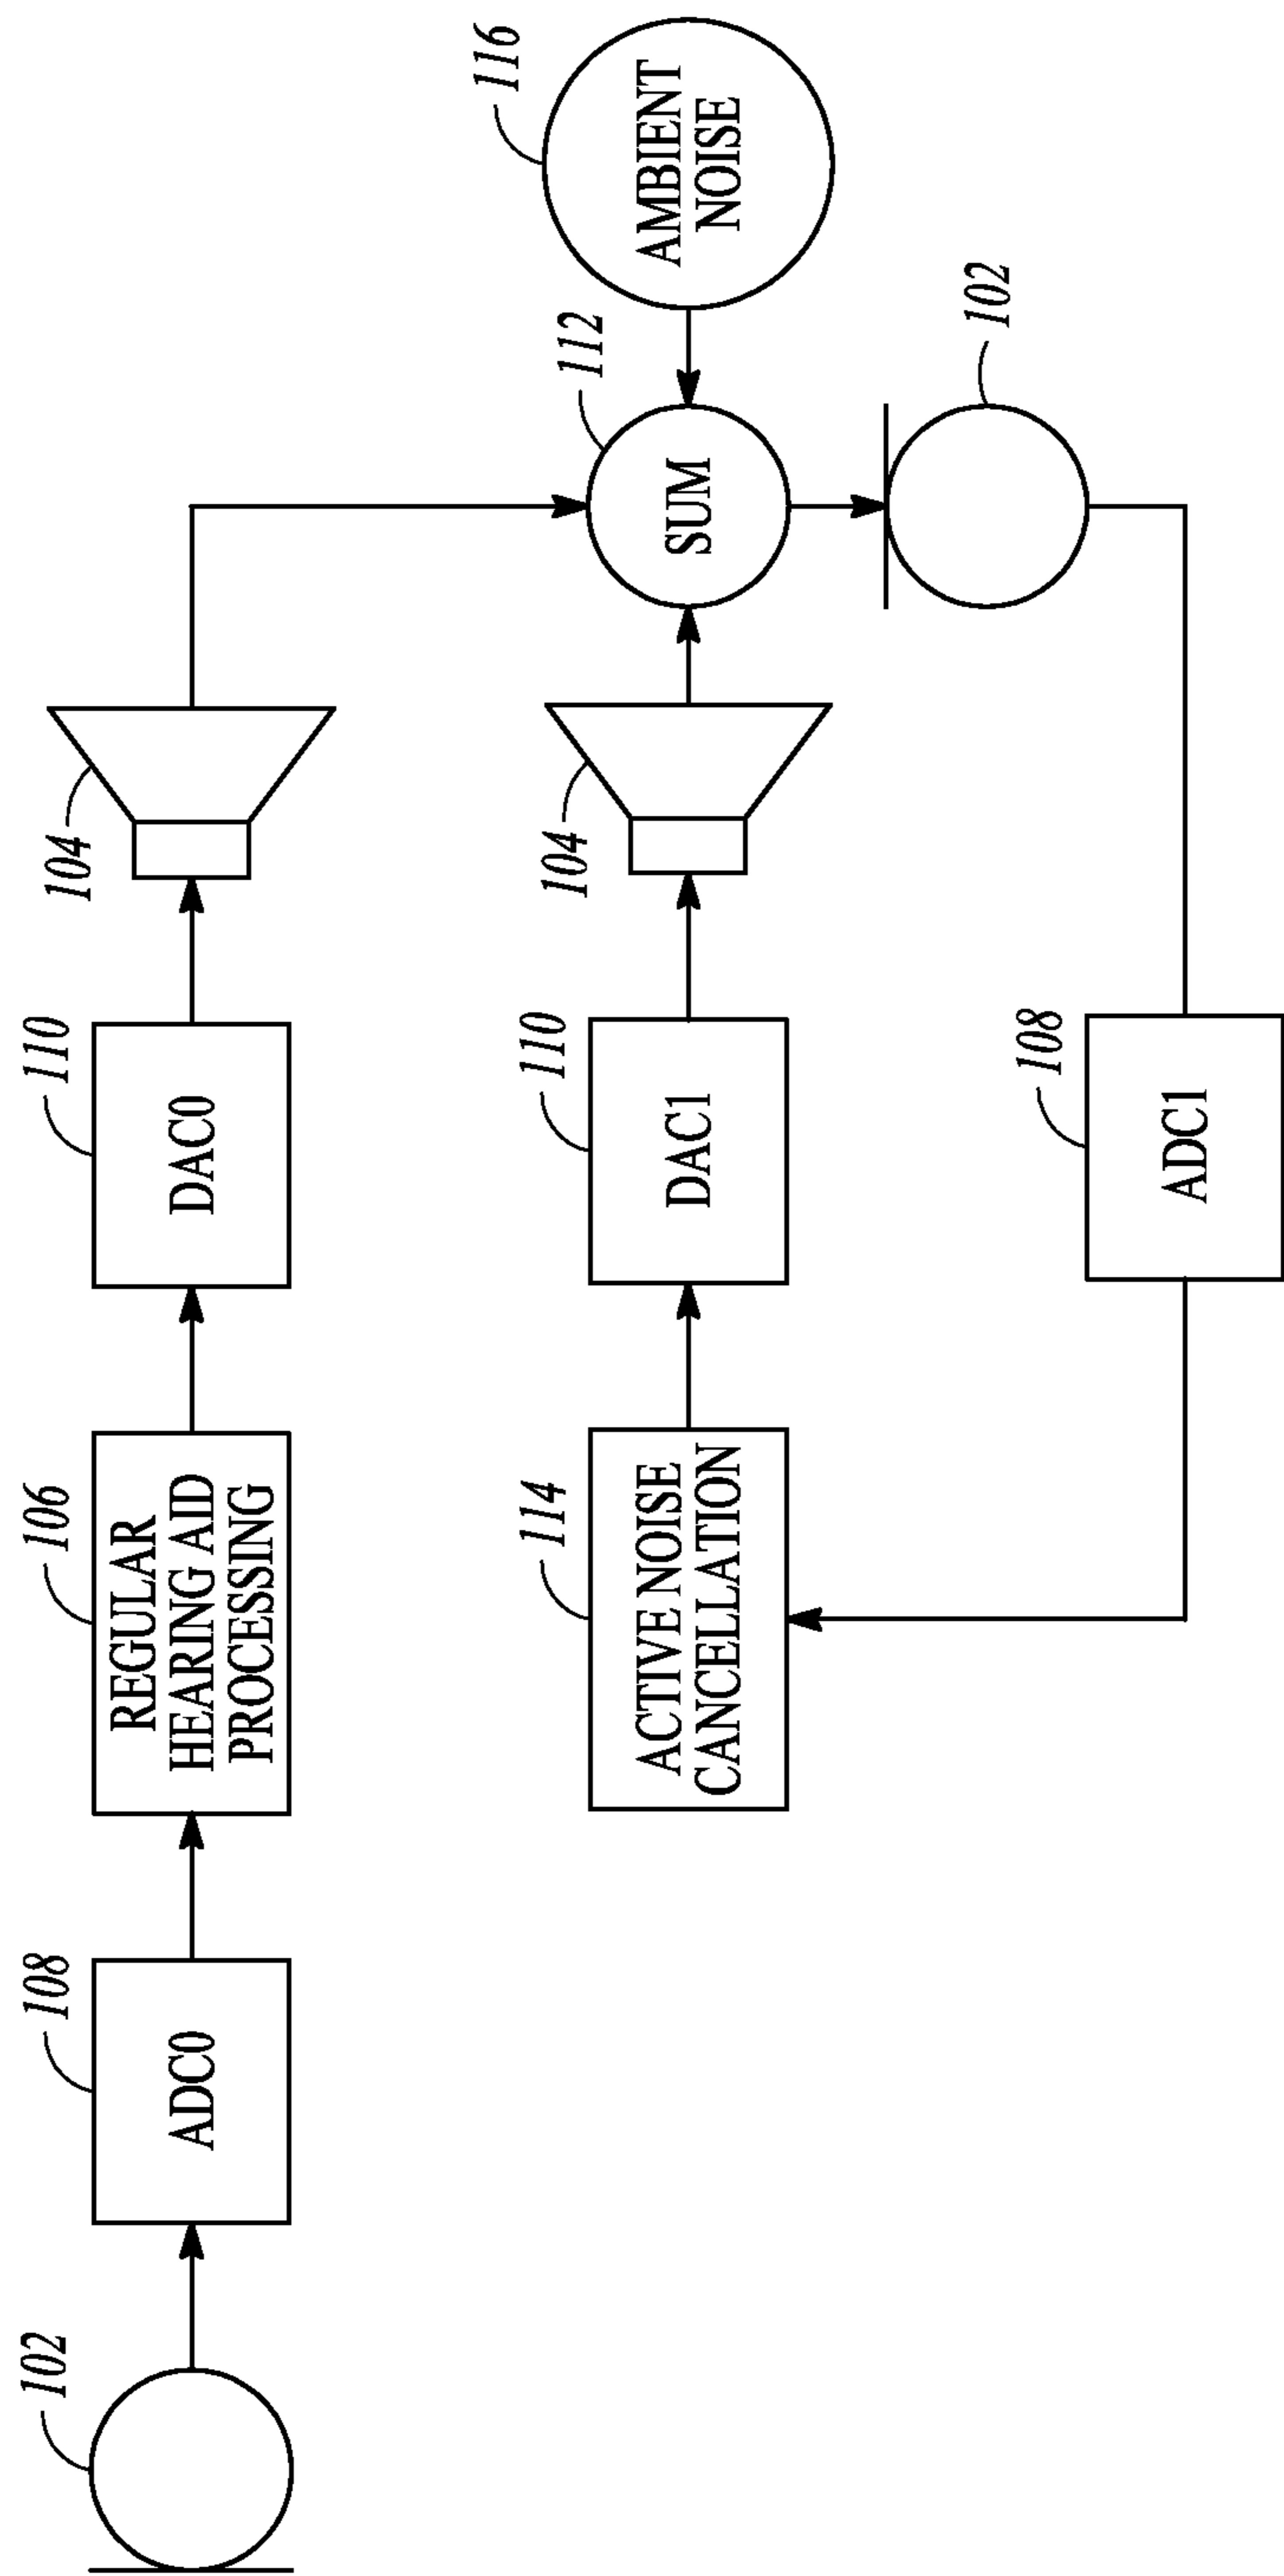 102
108
ADC0
106
REGULAR
HEARING AID
PROCESSING
110
DAC0
104
114
ACTIVE NOISE
CANCELLATION
110
DAC1
104
112
SUM
116
AMBIENT
NOISE
102
108
ADC1